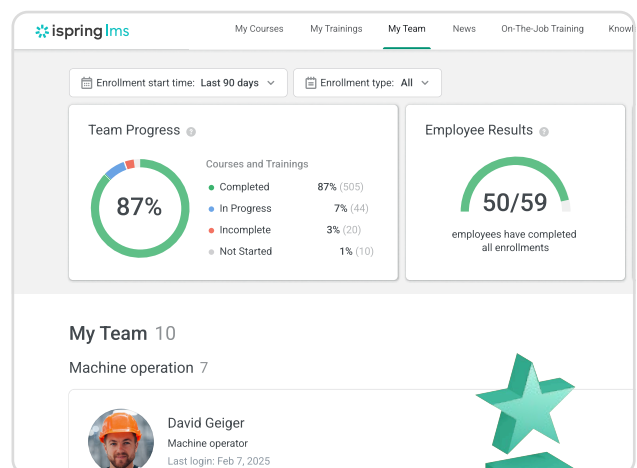 ispring lms
My Courses
My Trainings
My Team
News
On-The-Job Training
Enrollment start time: Last 90 days
Enrollment type: All
Team Progress
87%
Courses and Trainings
Completed 87% (505)
In Progress 7% (44)
Incomplete 3% (20)
Not Started 1% (10)
Employee Results
50/59
employees have completed
all enrollments
My Team 10
Machine operation 7
David Geiger
Machine operator
Last login: Feb 7, 2025